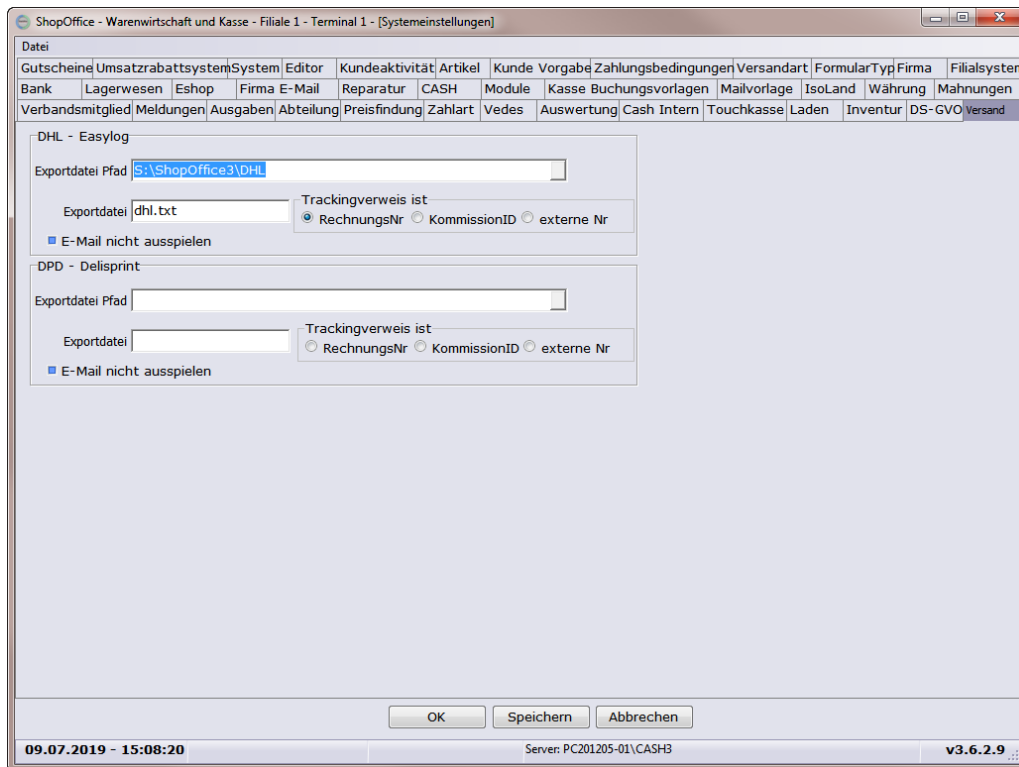 ShopOffice - Warenwirtschaft und Kasse - Filiale 1 - Terminal 1 - [Systemeinstellungen]
Datei
Gutscheine Umsatzrabattsystem System Editor Kundeaktivität Artikel Kunde Vorgabe Zahlungsbedingungen Versandart FormularTyp Firma Filialsystem
Bank Lagerwesen Eshop Firma E-Mail Reparatur CASH Module Kasse Buchungsvorlagen Mailvorlage IsoLand Währung Mahnungen
Verbandsmitglied Meldungen Ausgaben Abteilung Preisfindung Zahlart Vedes Auswertung Cash Intern Touchkasse Laden Inventur DS-GVO Versand
DHL - Easylog
Exportdatei Pfad S:\ShopOffice3\DHL
Trackingverweis ist
Exportdatei dhl.txt RechnungsNr KommissionID externe Nr
E-Mail nicht ausspielen
DPD - Delisprint
Exportdatei Pfad
Trackingverweis ist
Exportdatei RechnungsNr KommissionID externe Nr
E-Mail nicht ausspielen
OK Speichern Abbrechen
09.07.2019 - 15:08:20 Server: PC201205-01\CASH3 v3.6.2.9